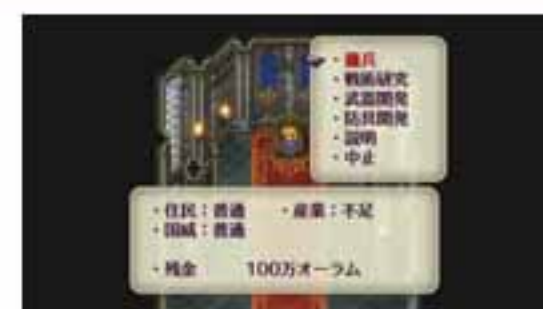 ・傭兵
・戦術研究
・武器開発
・防具開発
・説明
・中止
・住民：普通　・産業：不足
・国威：普通
・残金　100万オーラム